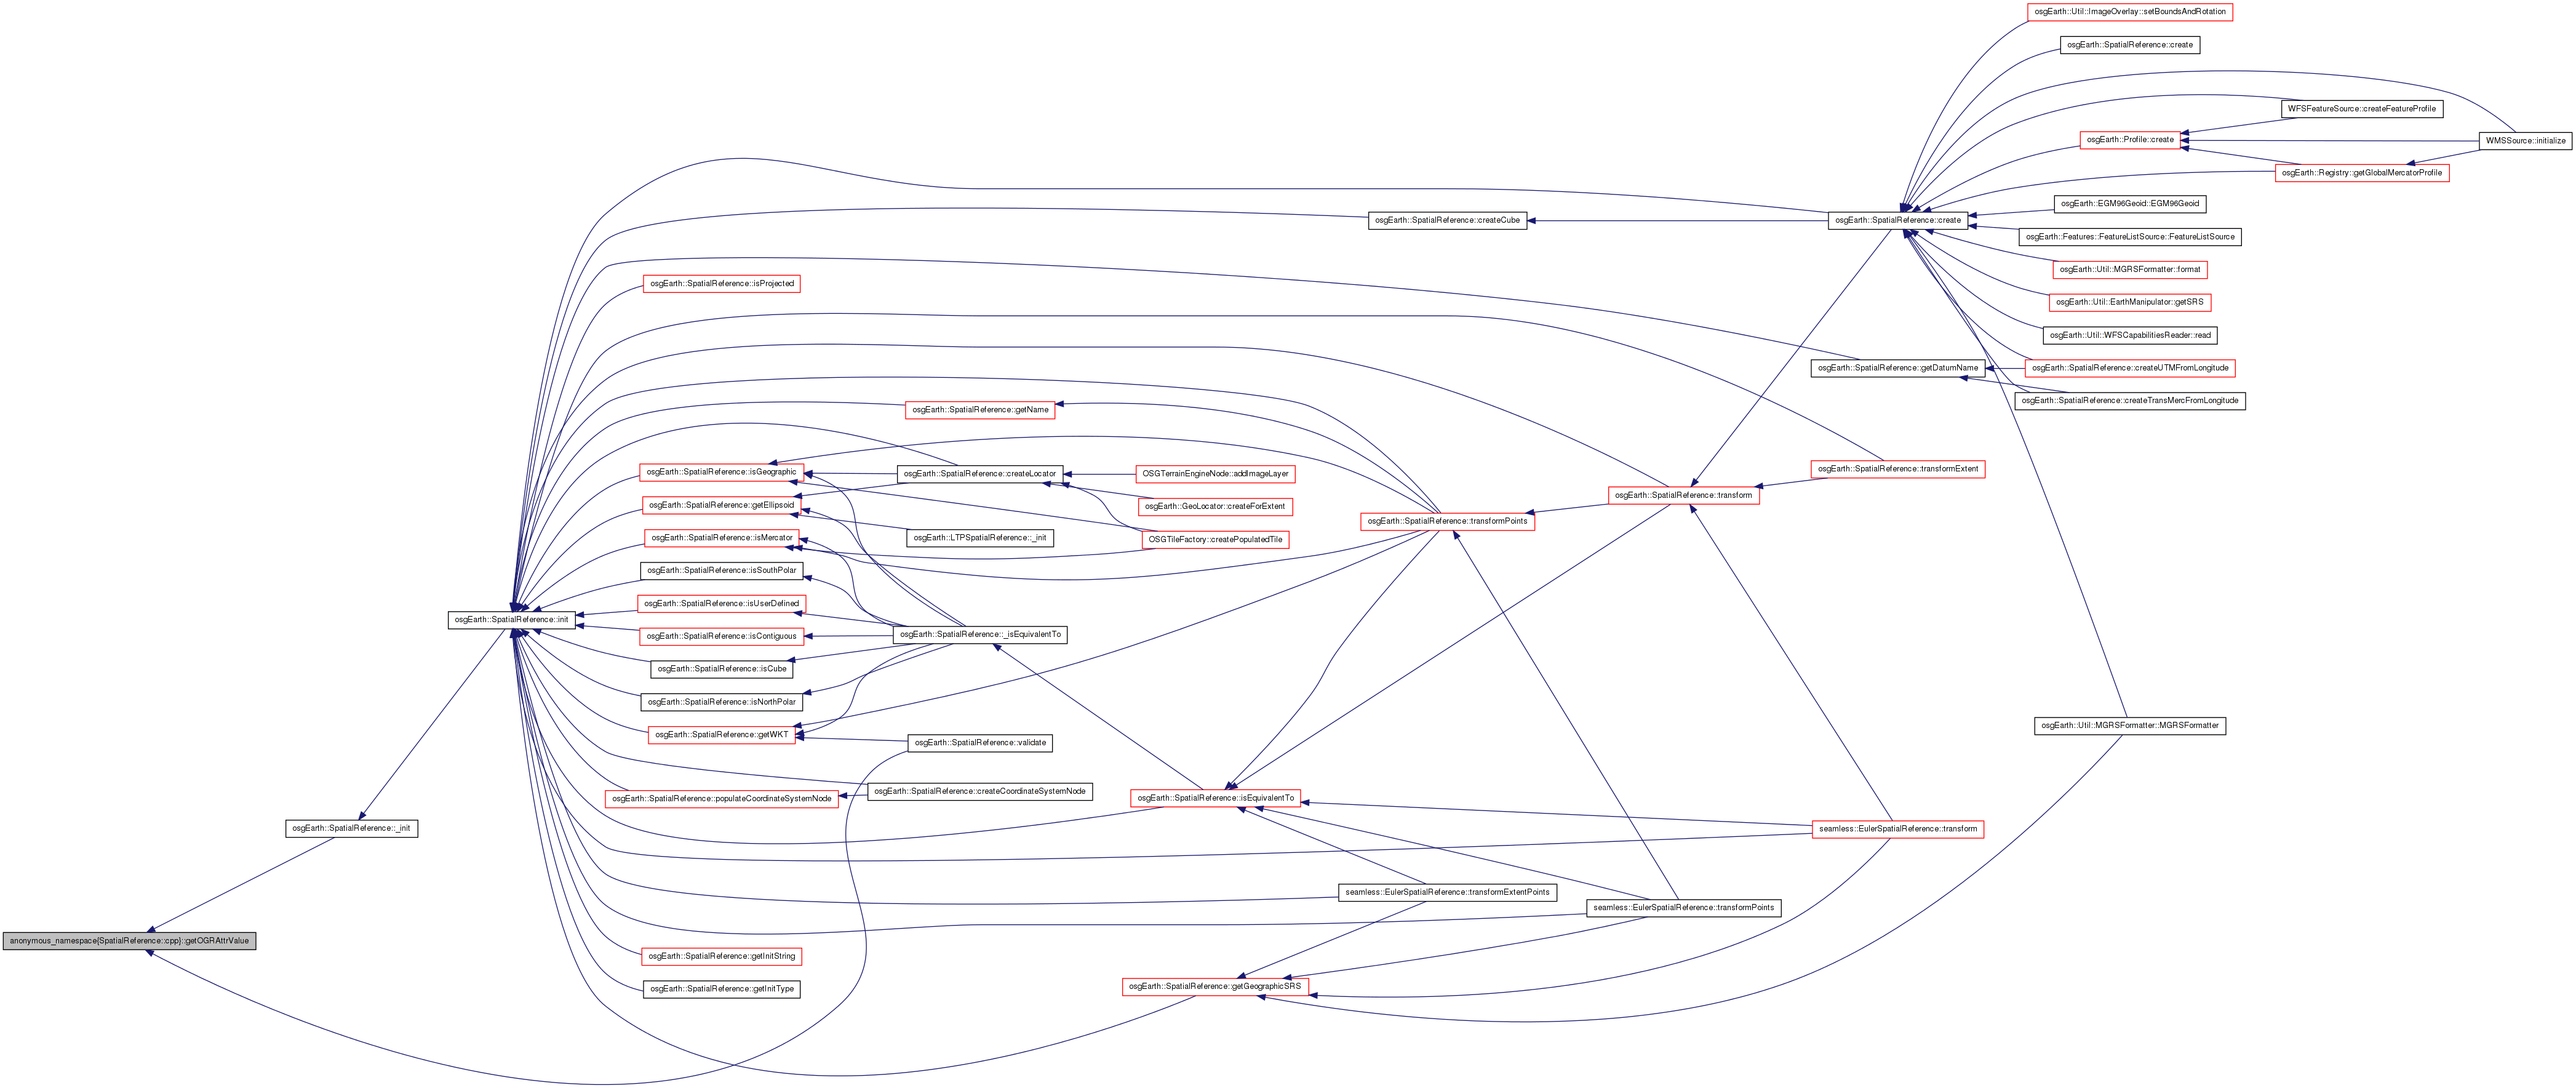 osgEarth::Util::ImageOverlay::setBoundsAndRotation
osgEarth::SpatialReference::create
WFSFeatureSource::createFeatureProfile
osgEarth::Profile::create
WMSSource::initialize
osgEarth::Registry::getGlobalMercatorProfile
osgEarth::EGM96Geoid::EGM96Geoid
osgEarth::SpatialReference::createCube
osgEarth::SpatialReference::create
osgEarth::Features::FeatureListSource::FeatureListSource
osgEarth::Util::MGRSFormatter::format
osgEarth::SpatialReference::isProjected
osgEarth::Util::EarthManipulator::getSRS
osgEarth::Util::WFSCapabilitiesReader::read
osgEarth::SpatialReference::getDatumName
osgEarth::SpatialReference::createUTMFromLongitude
osgEarth::SpatialReference::createTransMercFromLongitude
osgEarth::SpatialReference::getName
osgEarth::SpatialReference::isGeographic
osgEarth::SpatialReference::createLocator
OSGTerrainEngineNode::addImageLayer
osgEarth::SpatialReference::transformExtent
osgEarth::SpatialReference::getEllipsoid
osgEarth::GeoLocator::createForExtent
osgEarth::SpatialReference::transform
osgEarth::SpatialReference::transformPoints
osgEarth::SpatialReference::isMercator
osgEarth::LTPSpatialReference::_init
OSGTileFactory::createPopulatedTile
osgEarth::SpatialReference::isSouthPolar
osgEarth::SpatialReference::isUserDefined
osgEarth::SpatialReference::init
osgEarth::SpatialReference::isContiguous
osgEarth::SpatialReference::_isEquivalentTo
osgEarth::SpatialReference::isCube
osgEarth::SpatialReference::isNorthPolar
osgEarth::Util::MGRSFormatter::MGRSFormatter
osgEarth::SpatialReference::getWKT
osgEarth::SpatialReference::validate
osgEarth::SpatialReference::createCoordinateSystemNode
osgEarth::SpatialReference::populateCoordinateSystemNode
osgEarth::SpatialReference::isEquivalentTo
osgEarth::SpatialReference::_init
seamless::EulerSpatialReference::transform
seamless::EulerSpatialReference::transformExtentPoints
seamless::EulerSpatialReference::transformPoints
anonymous_namespace{SpatialReference::cpp}::getOGRAttrValue
osgEarth::SpatialReference::getInitString
osgEarth::SpatialReference::getInitType
osgEarth::SpatialReference::getGeographicSRS